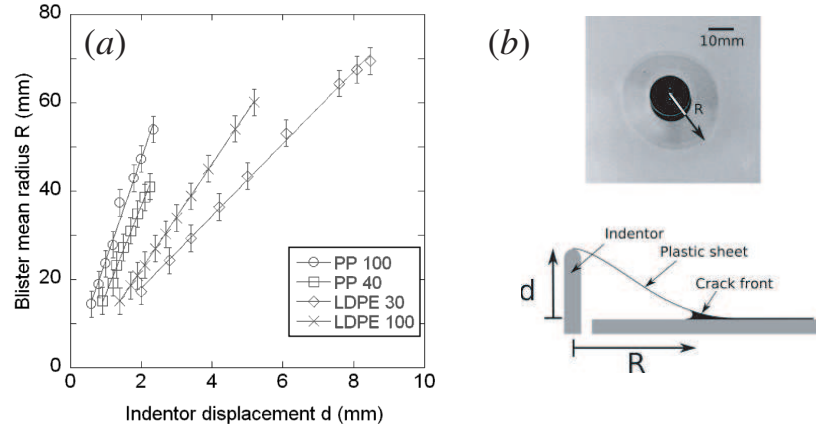 (a)
80
60
40
20
0
Blister mean radius R (mm)
0 2 4 6 8 10
Indentor displacement d (mm)
PP 100
PP 40
LDPE 30
LDPE 100
(b)
10mm
R
Indentor
Plastic sheet
Crack front
d
R